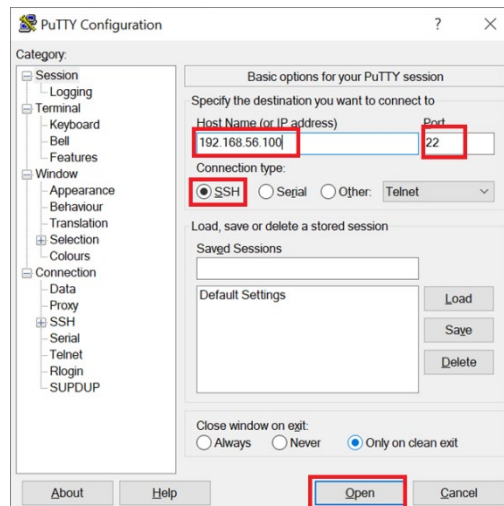 PuTTY Configuration
? ×
Category:
Session
Logging
Terminal
Keyboard
Bell
Features
Window
Appearance
Behaviour
Translation
Selection
Colours
Connection
Data
Proxy
SSH
Serial
Telnet
Rlogin
SUPDUP
Basic options for your PuTTY session
Specify the destination you want to connect to
Host Name (or IP address) Port
192.168.56.100 22
Connection type:
SSH Serial Other: Telnet
Load, save or delete a stored session
Saved Sessions
Default Settings
Load
Save
Delete
Close window on exit:
Always Never Only on clean exit
About Help Open Cancel